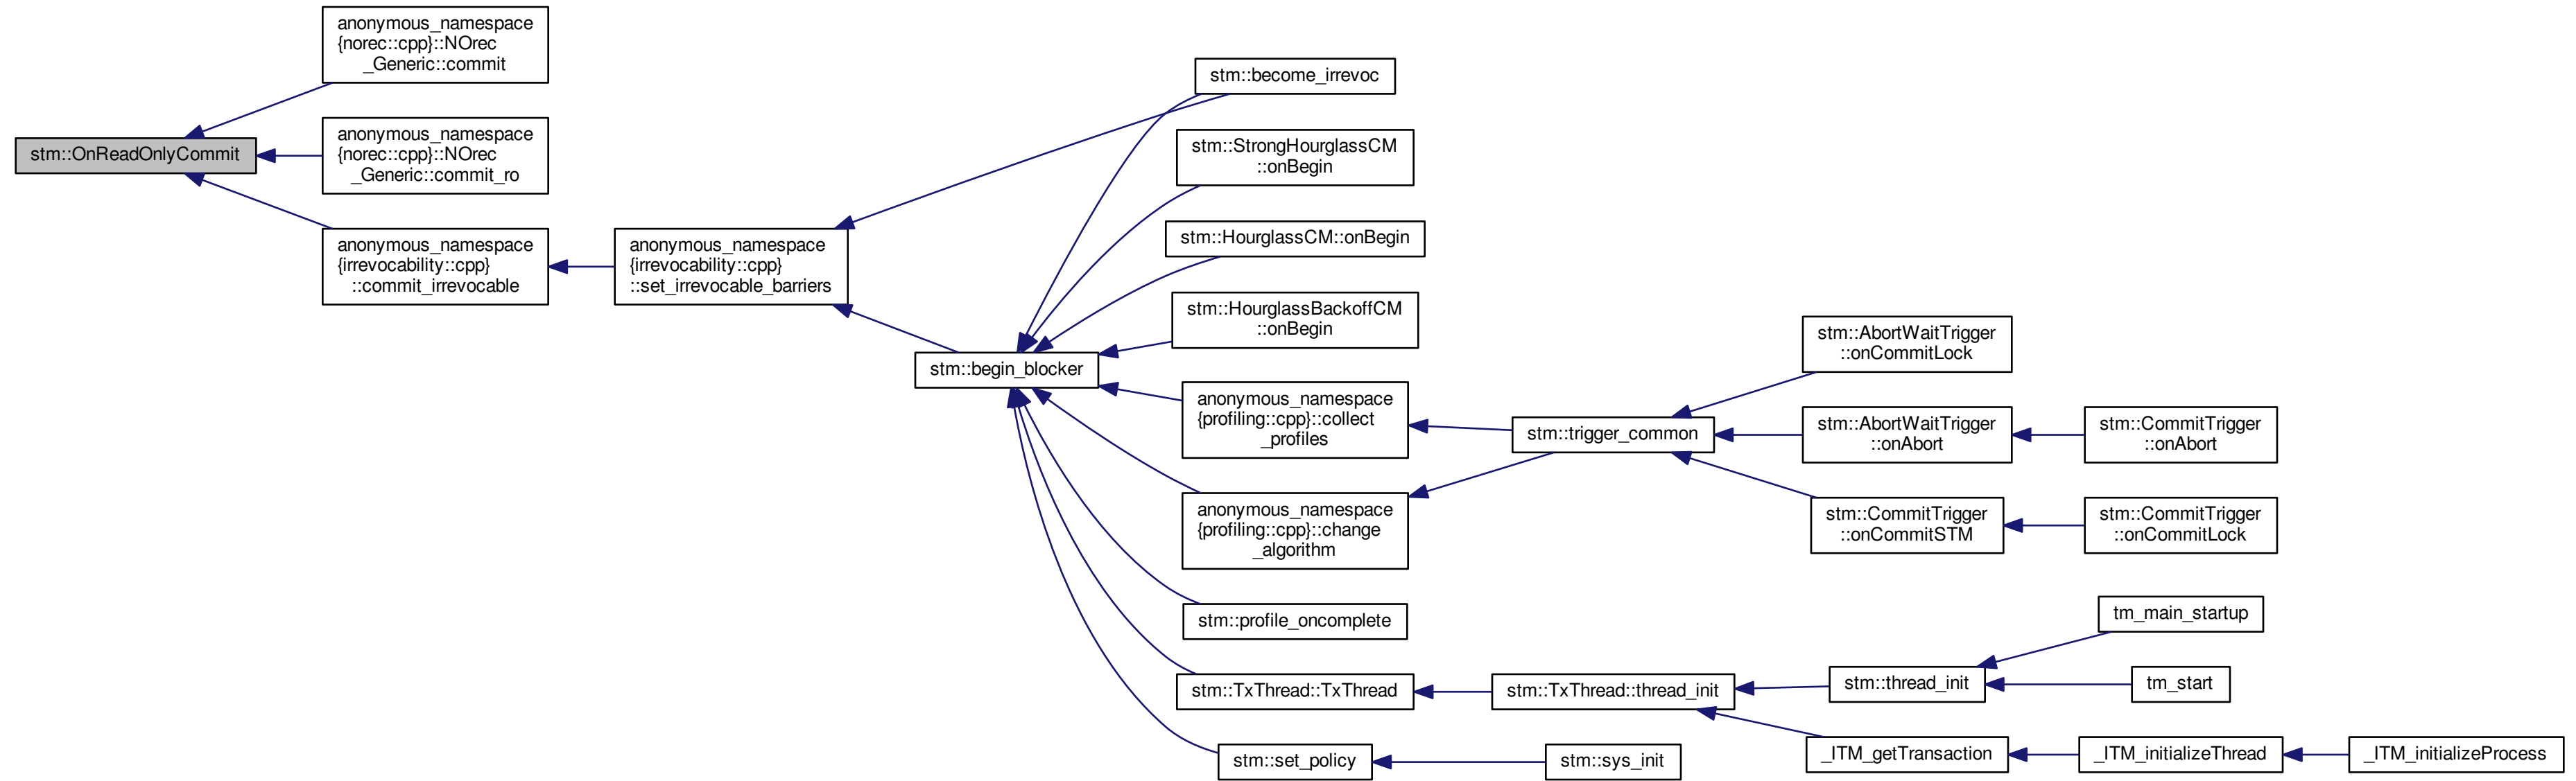 stm::OnReadOnlyCommit
anonymous_namespace
{norec::cpp}::NOrec
_Generic::commit
anonymous_namespace
{norec::cpp}::NOrec
_Generic::commit_ro
anonymous_namespace
{irrevocability::cpp}
::commit_irrevocable
anonymous_namespace
{irrevocability::cpp}
::set_irrevocable_barriers
stm::begin_blocker
stm::become_irrevoc
stm::StrongHourglassCM
::onBegin
stm::HourglassCM::onBegin
stm::HourglassBackoffCM
::onBegin
anonymous_namespace
{profiling::cpp}::collect
_profiles
anonymous_namespace
{profiling::cpp}::change
_algorithm
stm::profile_oncomplete
stm::TxThread::TxThread
stm::set_policy
stm::trigger_common
stm::TxThread::thread_init
stm::sys_init
stm::AbortWaitTrigger
::onCommitLock
stm::AbortWaitTrigger
::onAbort
stm::CommitTrigger
::onCommitSTM
stm::thread_init
_ITM_getTransaction
stm::CommitTrigger
::onAbort
stm::CommitTrigger
::onCommitLock
tm_main_startup
tm_start
_ITM_initializeThread
_ITM_initializeProcess